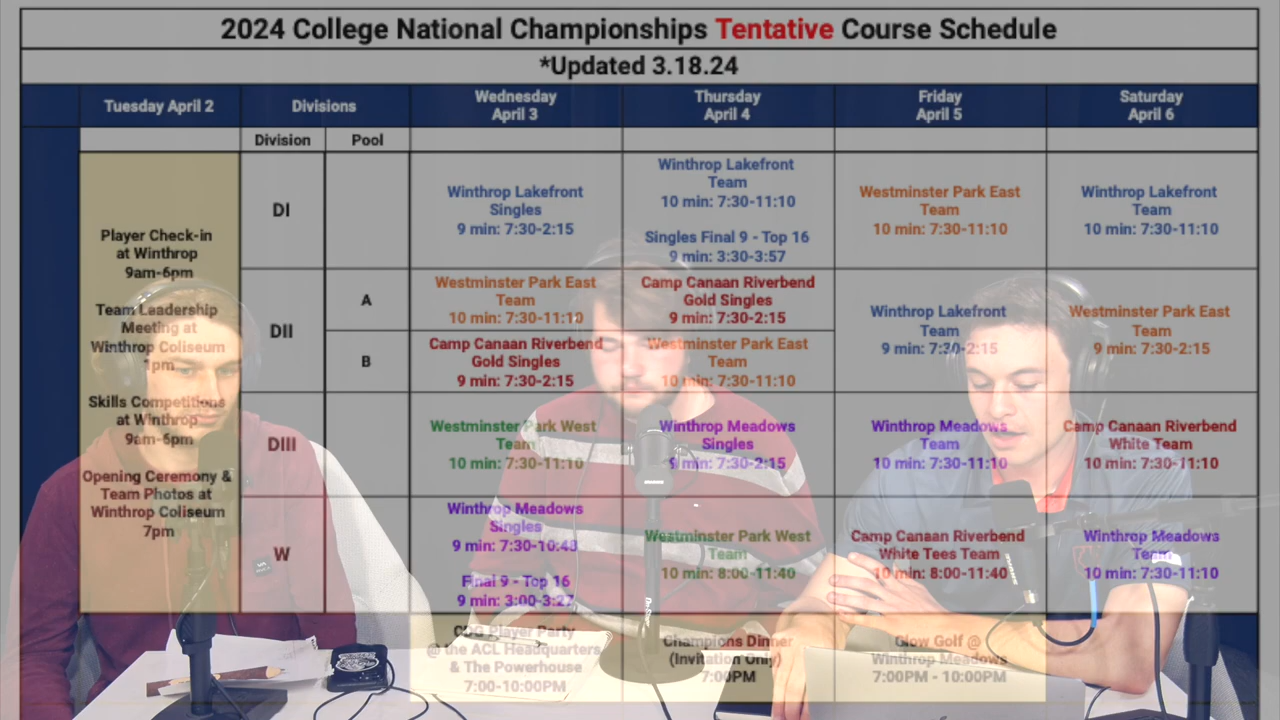 2024 College National Championships Tentative Course Schedule
*Updated 3.18.24
Tuesday April 2
Divisions
Wednesday
April 3
Thursday
April 4
Friday
April 5
Saturday
April 6
Division
Pool
Player Check-in
at Winthrop
9am-6pm
Team Leadership
Meeting at
Winthrop Coliseum
1pm
Skills Competitions
at Winthrop
9am-6pm
Opening Ceremony &
Team Photos at
Winthrop Coliseum
7pm
DI
Winthrop Lakefront
Singles
9 min: 7:30-2:15
Winthrop Lakefront
Team
10 min: 7:30-11:10
Singles Final 9 - Top 16
9 min: 3:30-3:57
Westminster Park East
Team
10 min: 7:30-11:10
Winthrop Lakefront
Team
10 min: 7:30-11:10
DII
A
Westminster Park East
Team
10 min: 7:30-11:10
Camp Canaan Riverbend
Gold Singles
9 min: 7:30-2:15
B
Camp Canaan Riverbend
Gold Singles
9 min: 7:30-2:15
Westminster Park East
Team
10 min: 7:30-11:10
Winthrop Lakefront
Team
9 min: 7:30-2:15
Westminster Park East
Team
9 min: 7:30-2:15
DIII
Westminster Park West
Team
10 min: 7:30-11:10
Winthrop Meadows
Singles
9 min: 7:30-2:15
Winthrop Meadows
Team
10 min: 7:30-11:10
Camp Canaan Riverbend
White Team
10 min: 7:30-11:10
W
Winthrop Meadows
Singles
9 min: 7:30-10:48
Final 9 - Top 16
9 min: 3:00-3:27
Westminster Park West
Team
10 min: 8:00-11:40
Camp Canaan Riverbend
White Tees Team
10 min: 8:00-11:40
Winthrop Meadows
Team
10 min: 7:30-11:10
CDG Player Party
@ the ACL Headquarters
& The Powerhouse
7:00-10:00PM
Champions Dinner
(Invitation Only)
7:00PM
Glow Golf @
Winthrop Meadows
7:00PM - 10:00PM